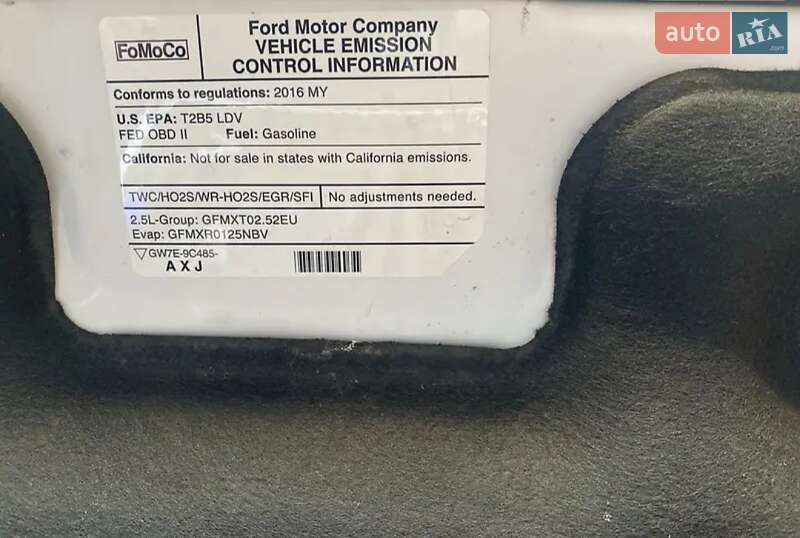 auto RIA
.com
FoMoCo
Ford Motor Company
VEHICLE EMISSION
CONTROL INFORMATION
Conforms to regulations: 2016 MY
U.S. EPA: T2B5 LDV
FED OBD II Fuel: Gasoline
California: Not for sale in states with California emissions.
TWC/HO2S/WR-HO2S/EGR/SFI No adjustments needed.
2.5L-Group: GFMXT02.52EU
Evap: GFMXR0125NBV
GW7E-9C485-
AXJ